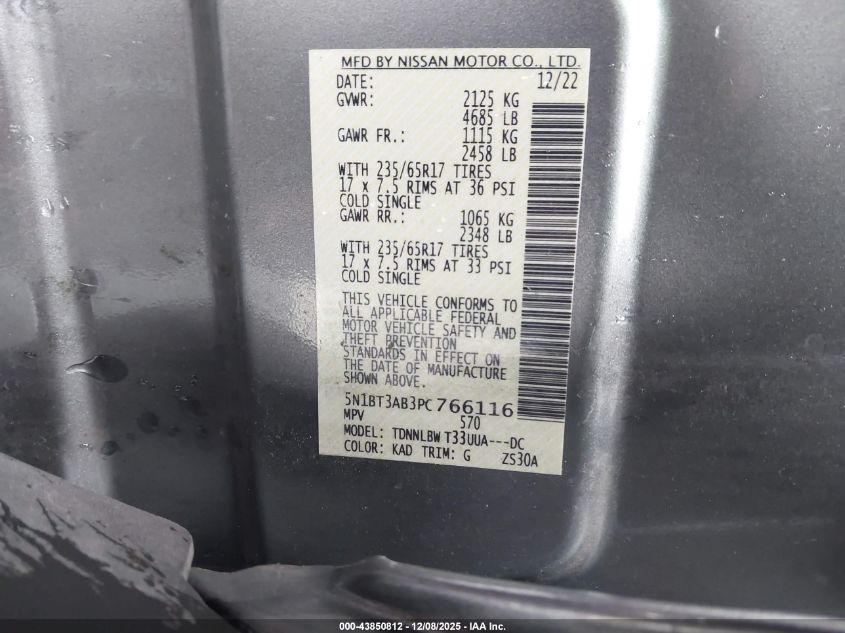 MFD BY NISSAN MOTOR CO., LTD.
DATE: 12/22
GVWR: 2125 KG
4685 LB
GAWR FR.: 1115 KG
2458 LB
WITH 235/65R17 TIRES
17 x 7.5 RIMS AT 36 PSI
COLD SINGLE
GAWR RR.: 1065 KG
2348 LB
WITH 235/65R17 TIRES
17 x 7.5 RIMS AT 33 PSI
COLD SINGLE
THIS VEHICLE CONFORMS TO
ALL APPLICABLE FEDERAL
MOTOR VEHICLE SAFETY AND
THEFT PREVENTION
STANDARDS IN EFFECT ON
THE DATE OF MANUFACTURE
SHOWN ABOVE.
5N1BT3AB3PC766116
MPV 570
MODEL: TDNNLBW T33UUA---DC
COLOR: KAD TRIM: G ZS30A
000-43850812 - 12/08/2025 - IAA Inc.